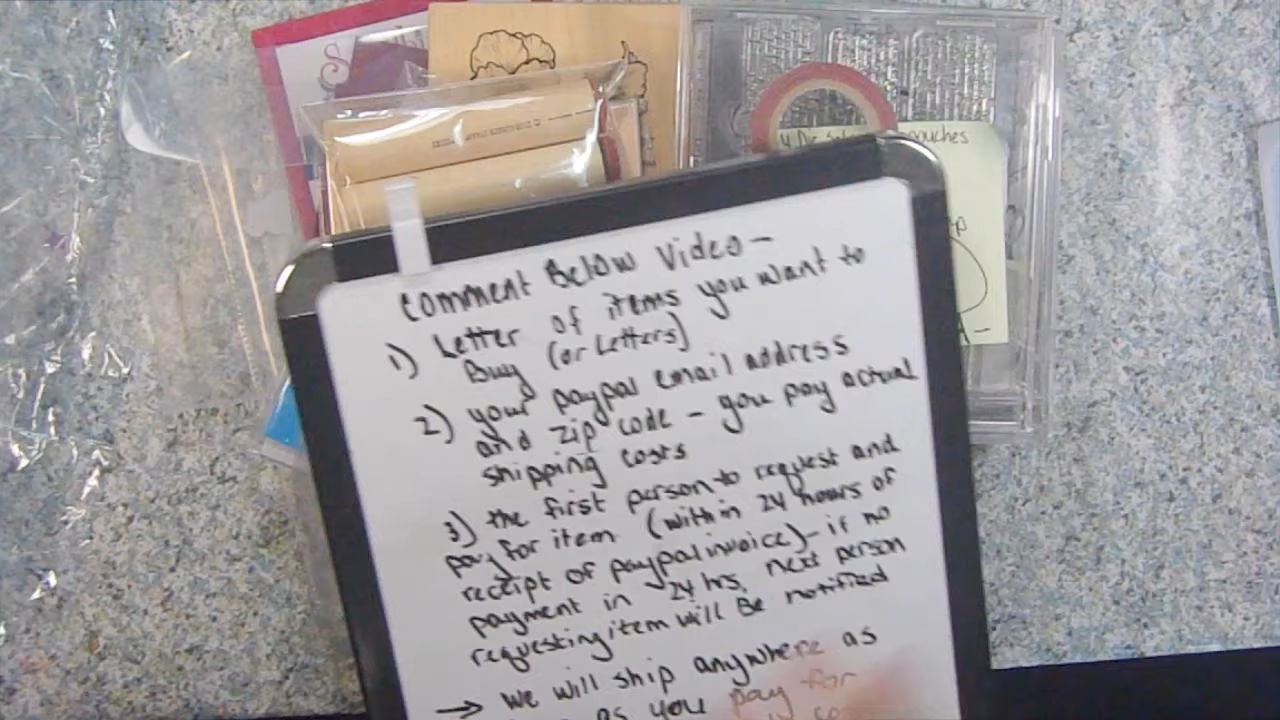 4 Die pouches
Comment Below Video -
1) Letter of items you want to
Buy (or Letters)
2) your paypal email address
and zip code - you pay actual
shipping costs
3) the first person to request and
pay for item (within 24 hours of
receipt of paypal invoice) - if no
payment in 24 hrs, next person
requesting item will Be notified
→ We will ship anywhere as
as you pay for